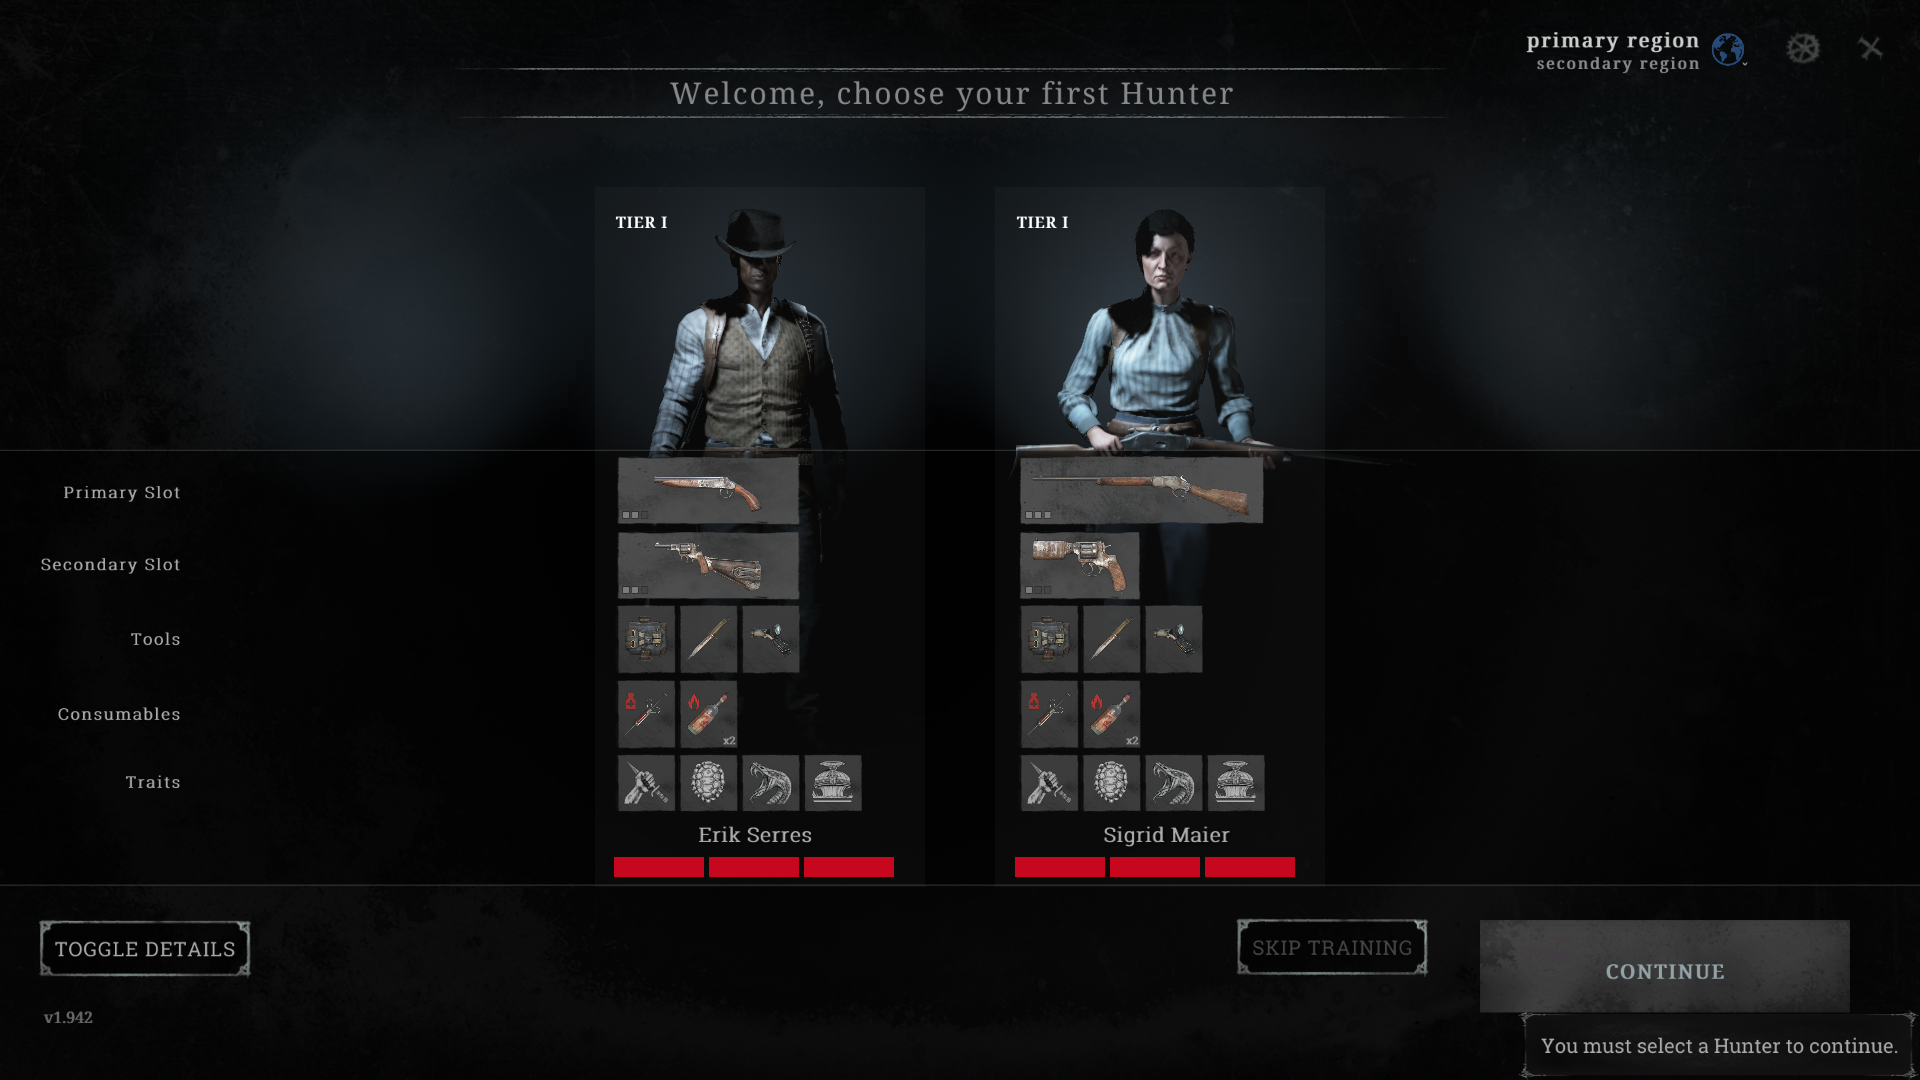 primary region
secondary region
Welcome, choose your first Hunter
TIER I
TIER I
Primary Slot
Secondary Slot
Tools
Consumables
x2
x2
Traits
Erik Serres
Sigrid Maier
TOGGLE DETAILS
SKIP TRAINING
CONTINUE
v1.942
You must select a Hunter to continue.